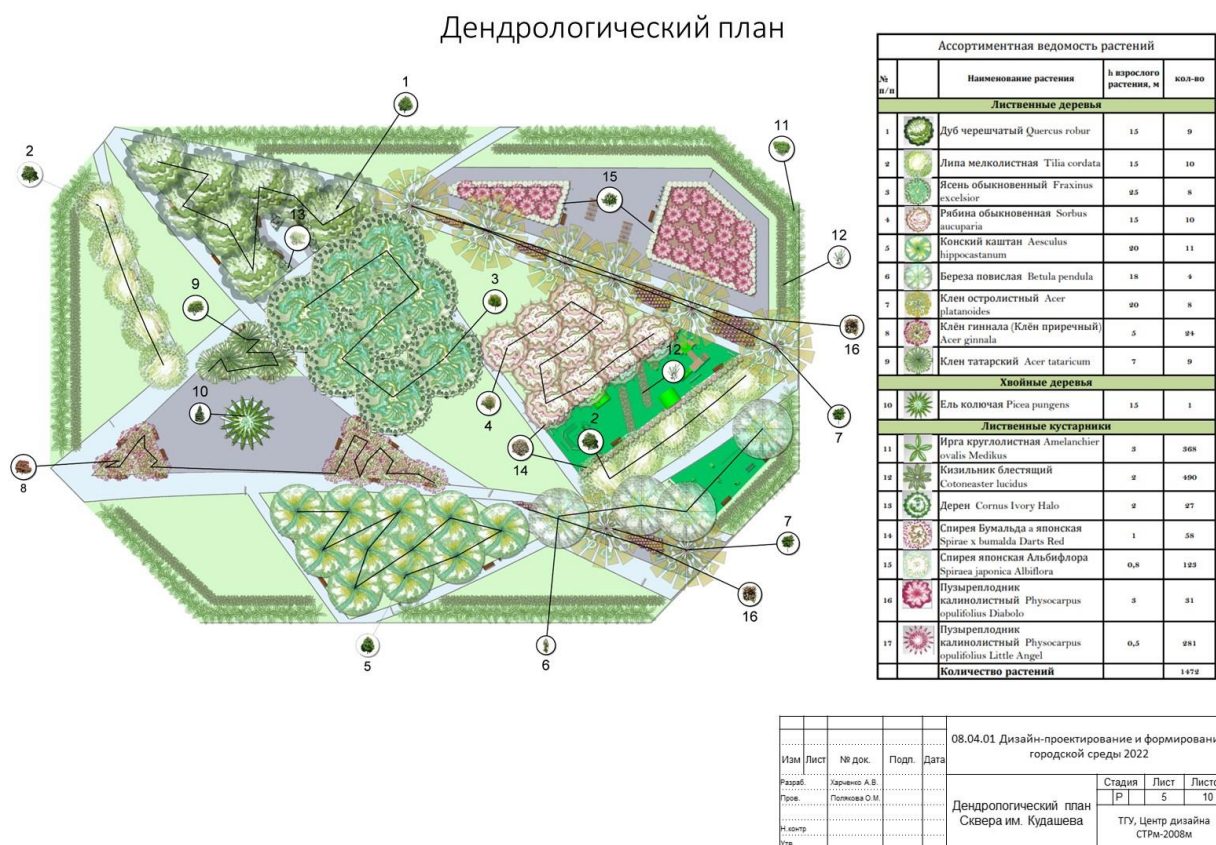 Дендрологический план
1
2
11
15
13
12
3
9
12
16
10
4
2
7
14
8
7
16
5
6
Ассортиментная ведомость растений
№ п/п
Наименование растения
h взрослого растения, м
кол-во
Лиственные деревья
1 Дуб черешчатый Quercus robur 15 9
2 Липа мелколистная Tilia cordata 15 10
3 Ясень обыкновенный Fraxinus
excelsior 25 8
4 Рябина обыкновенная Sorbus
aucuparia 15 10
5 Конский каштан Aesculus
hippocastanum 20 11
6 Береза повислая Betula pendula 18 4
7 Клен остролистный Acer
platanoides 20 8
8 Клён гиннала (Клён приречный)
Acer ginnala 5 24
9 Клен татарский Acer tataricum 7 9
Хвойные деревья
10 Ель колючая Picea pungens 15 1
Лиственные кустарники
11 Ирга круглолистная Amelanchier
ovalis Medikus 3 368
12 Кизильник блестящий
Cotoneaster lucidus 2 490
13 Дерен Cornus Ivory Halo 2 27
14 Спирея Бумальда а японская
Spirae x bumalda Darts Red 1 58
15 Спирея японская Альбифлора
Spiraea japonica Albiflora 0,8 123
16 Пузыреплодник
калинолистный Physocarpus
opulifolius Diabolo 3 31
17 Пузыреплодник
калинолистный Physocarpus
opulifolius Little Angel 0,5 281
Количество растений 1472
08.04.01 Дизайн-проектирование и формировани
городской среды 2022
Изм Лист № док. Подп. Дата
Разраб. Харченко А.В.
Пров. Полякова О.М.
Н.контр
Утв.
Дендрологический план
Сквера им. Кудашева
Стадия Лист Листо
Р 5 10
ТГУ, Центр дизайна
СТРм-2008м